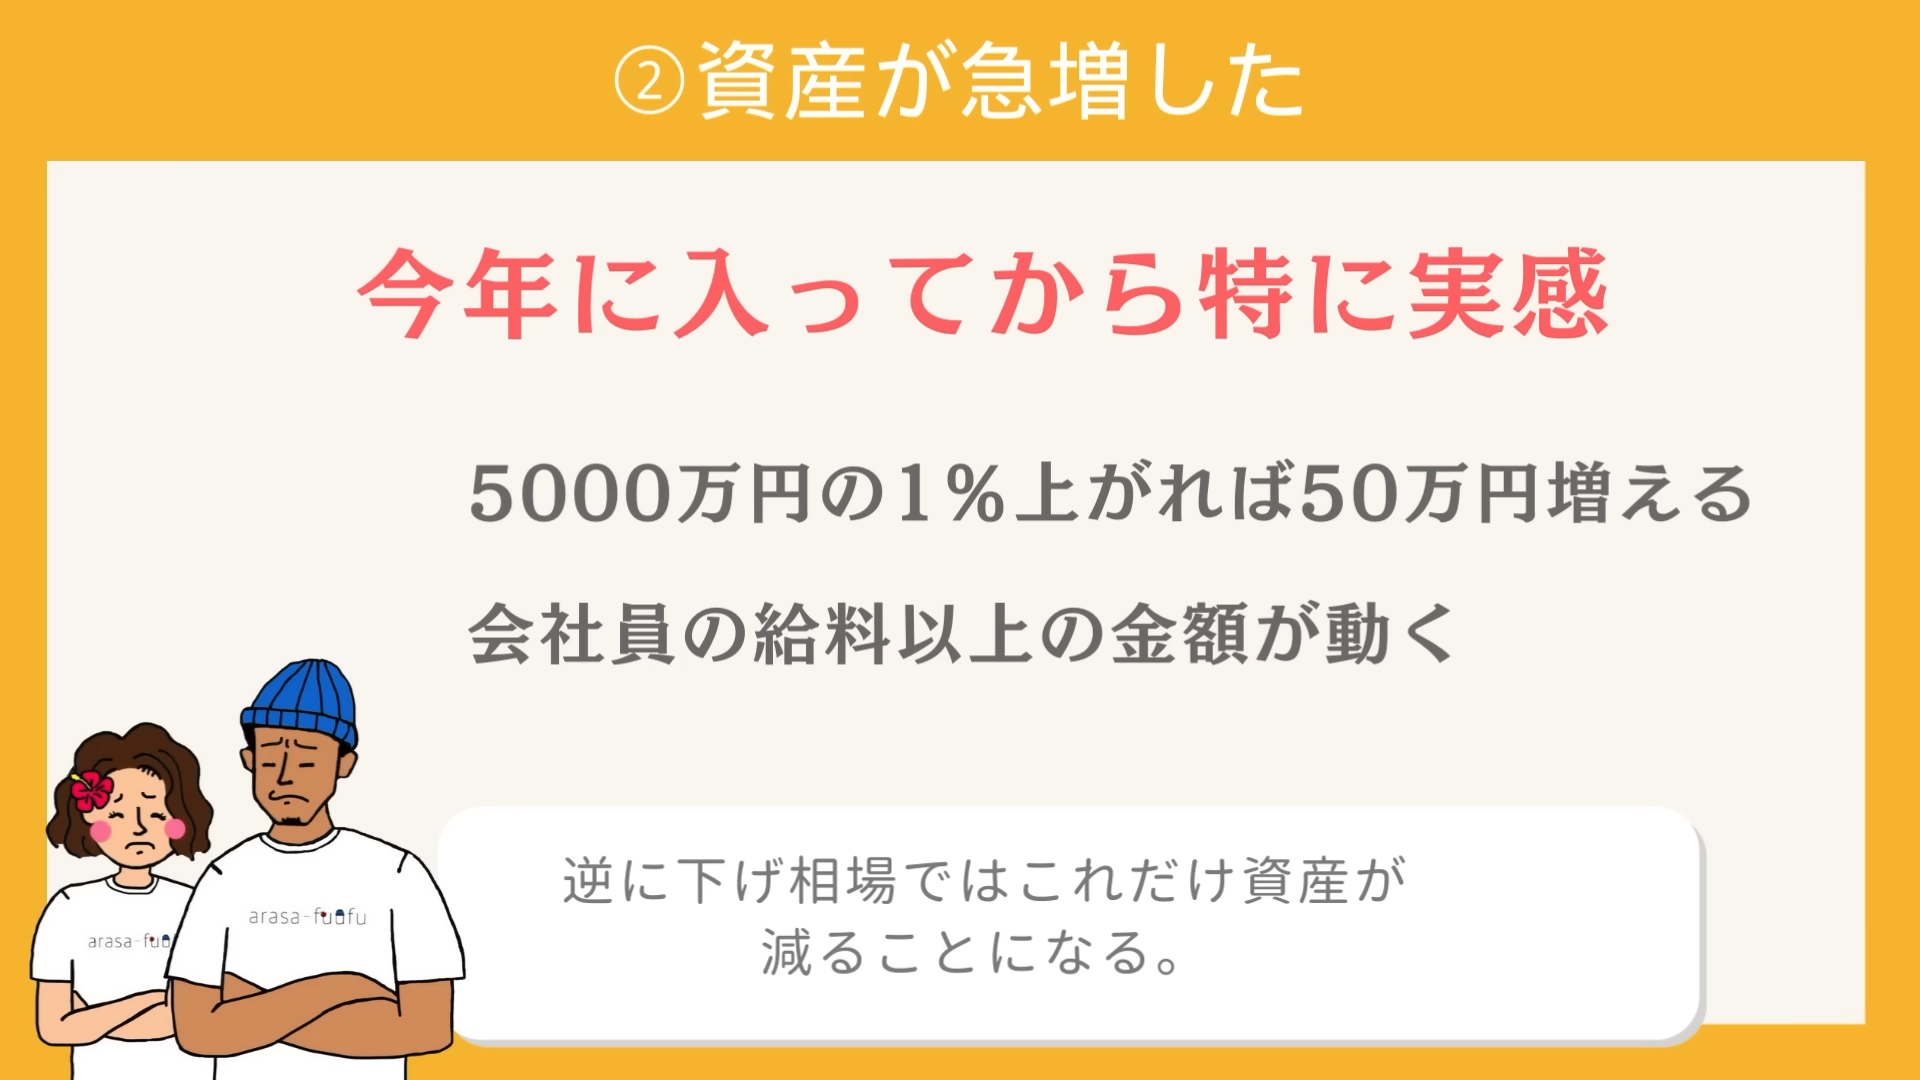 ②資産が急増した
今年に入ってから特に実感
5000万円の1%上がれば50万円増える
会社員の給料以上の金額が動く
逆に下げ相場ではこれだけ資産が
減ることになる。
arasa-fuufu
arasa-fuu